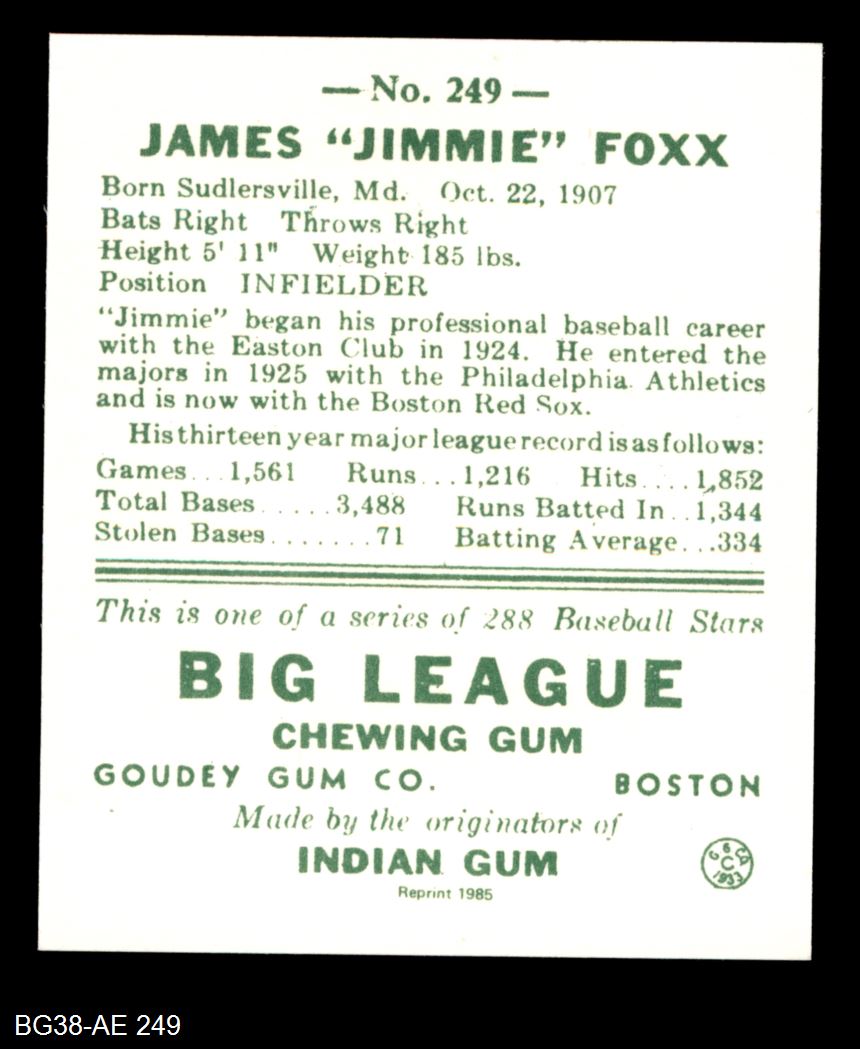 — No. 249 —
JAMES “JIMMIE” FOXX
Born Sudlersville, Md. Oct. 22, 1907
Bats Right Throws Right
Height 5' 11" Weight 185 lbs.
Position INFIELDER
“Jimmie” began his professional baseball career
with the Easton Club in 1924. He entered the
majors in 1925 with the Philadelphia Athletics
and is now with the Boston Red Sox.
His thirteen year major league record is as follows:
Games...1,561 Runs...1,216 Hits....1,852
Total Bases......3,488 Runs Batted In..1,344
Stolen Bases.......71 Batting Average...334
This is one of a series of 288 Baseball Stars
BIG LEAGUE
CHEWING GUM
GOUDEY GUM CO. BOSTON
Made by the originators of
INDIAN GUM
G G CO
C
1933
Reprint 1985
BG38-AE 249